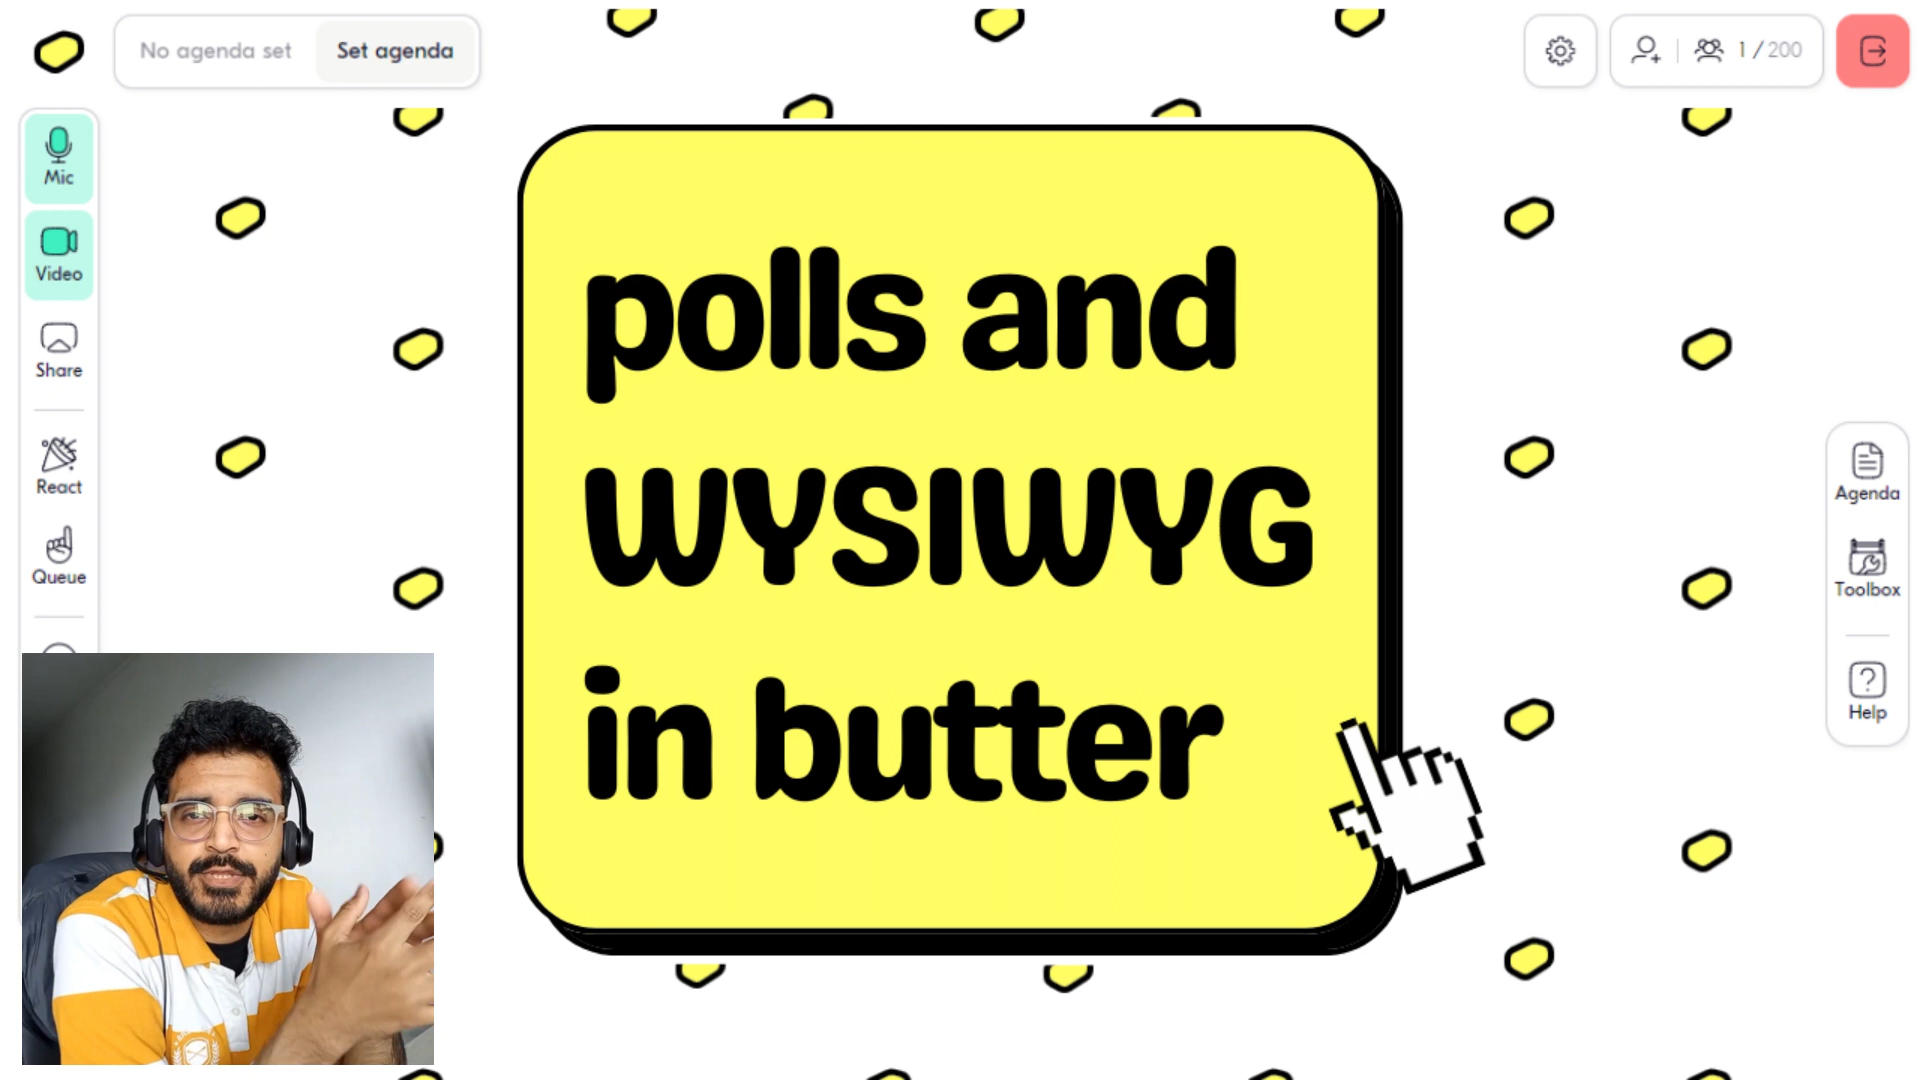 No agenda set Set agenda
1 / 200
Mic
Video
Share
React
Queue
polls and
WYSIWYG
in butter
Agenda
Toolbox
Help